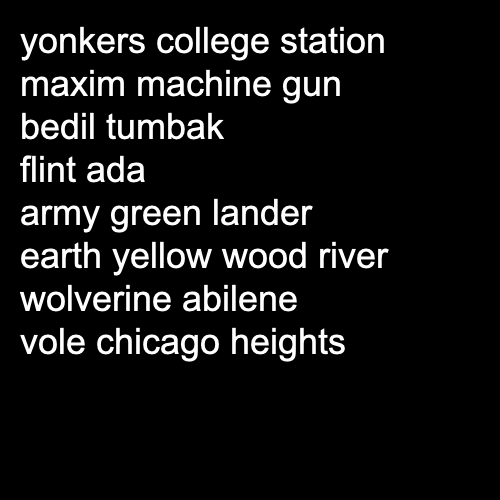 yonkers college station
maxim machine gun
bedil tumbak
flint ada
army green lander
earth yellow wood river
wolverine abilene
vole chicago heights